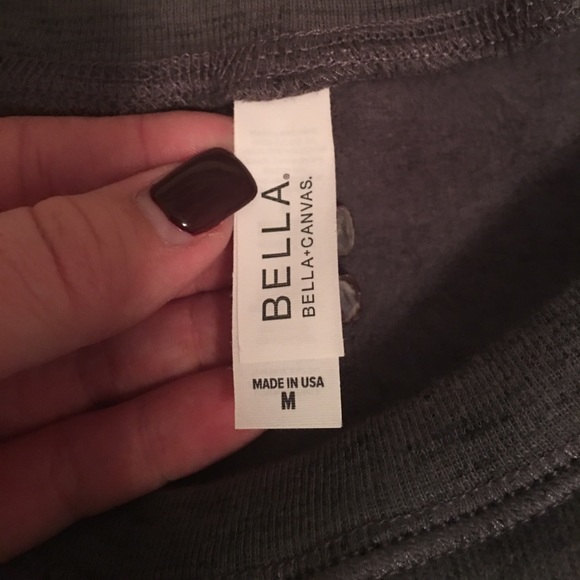 BELLA.
BELLA+CANVAS.
MADE IN USA
M